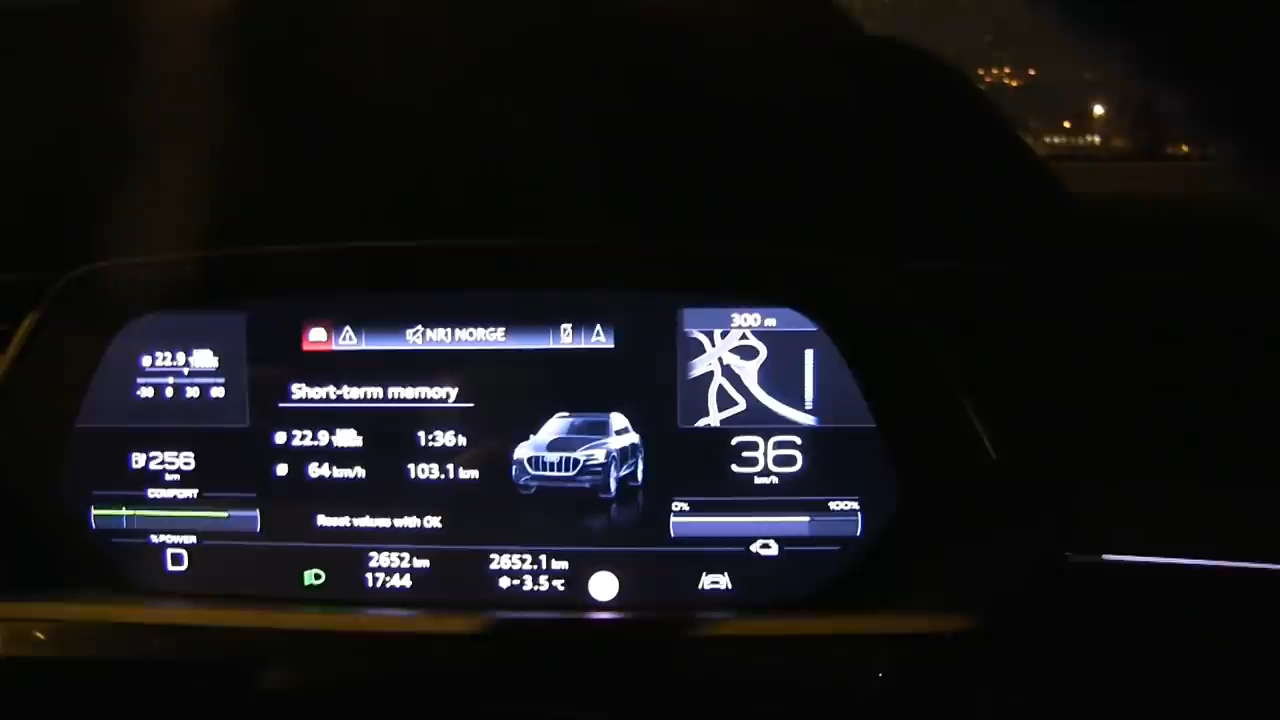 NRJ NORGE
300 m
22.9
-30 0 30 60
Short-term memory
22.9 1:36 h
64 km/h 103.1 km
256
km
36
km/h
COMFORT
0% 100%
Reset values with OK
% POWER
D
2652 km 2652.1 km
17:44 -3.5 °C